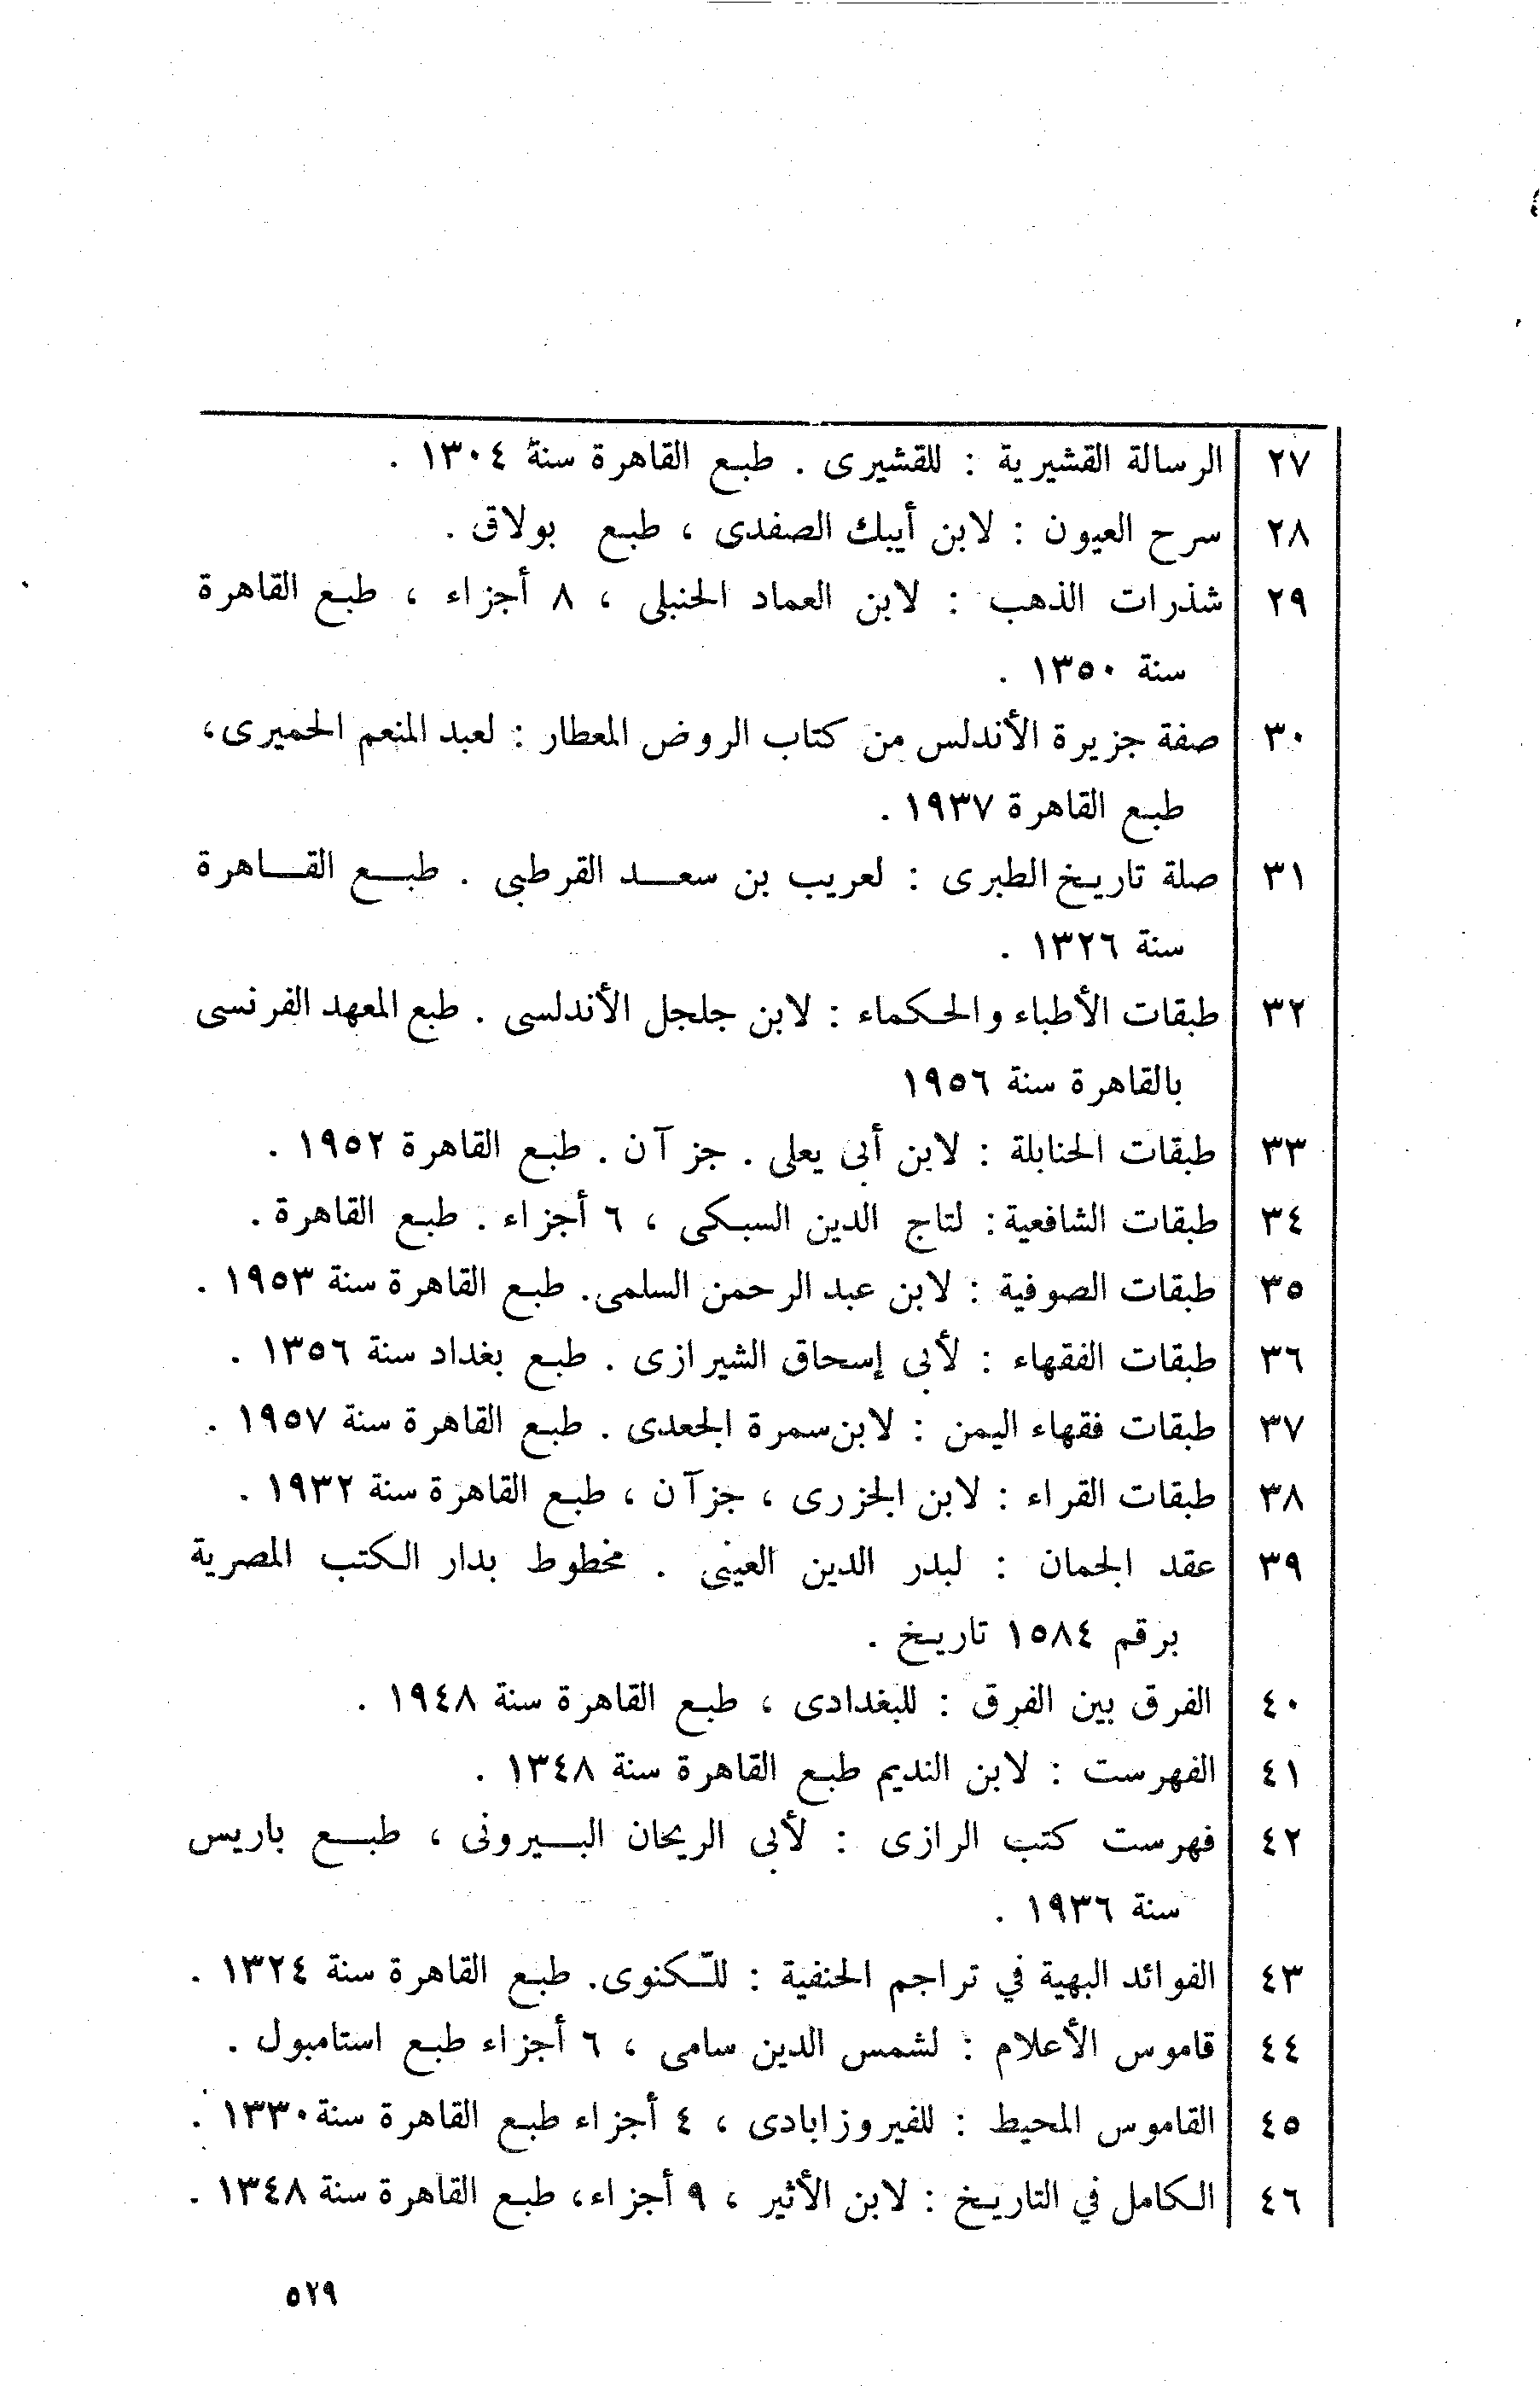 ٢٧ الرسالة القشيرية : للقشيرى . طبع القاهرة سنة ١٣٠٤ .
٢٨ سرح العيون : لابن أيبك الصفدى ، طبع بولاق .
٢٩ شذرات الذهب : لابن العماد الحنبلى ، ٨ أجزاء ، طبع القاهرة
سنة ١٣٥٠ .
٣٠ صفة جزيرة الأندلس من كتاب الروض المعطار : لعبد المنعم الحميرى،
طبع القاهرة ١٩٣٧ .
٣١ صلة تاريخ الطبرى : لعريب بن سعد القرطبى . طبع القاهرة
سنة ١٣٢٦ .
٣٢ طبقات الأطباء والحكماء : لابن جلجل الأندلسى . طبع المعهد الفرنسى
بالقاهرة سنة ١٩٥٦
٣٣ طبقات الحنابلة : لابن أبى يعلى . جزآن . طبع القاهرة ١٩٥٢ .
٣٤ طبقات الشافعية : لتاج الدين السبكى ، ٦ أجزاء . طبع القاهرة .
٣٥ طبقات الصوفية : لابن عبد الرحمن السلمى. طبع القاهرة سنة ١٩٥٣ .
٣٦ طبقات الفقهاء : لأبى إسحاق الشيرازى . طبع بغداد سنة ١٣٥٦ .
٣٧ طبقات فقهاء اليمن : لابن سمرة الجعدى . طبع القاهرة سنة ١٩٥٧ .
٣٨ طبقات القراء : لابن الجزرى ، جزآن ، طبع القاهرة سنة ١٩٣٢ .
٣٩ عقد الجمان : لبدر الدين العينى . مخطوط بدار الكتب المصرية
برقم ١٥٨٤ تاريخ .
٤٠ الفرق بين الفرق : للبغدادى ، طبع القاهرة سنة ١٩٤٨ .
٤١ الفهرست : لابن النديم طبع القاهرة سنة ١٣٤٨ .
٤٢ فهرست كتب الرازى : لأبى الريحان البيرونى ، طبع باريس
سنة ١٩٣٦ .
٤٣ الفوائد البهية في تراجم الحنفية : للّكنوى. طبع القاهرة سنة ١٣٢٤ .
٤٤ قاموس الأعلام : لشمس الدين سامى ، ٦ أجزاء طبع استامبول .
٤٥ القاموس المحيط : للفيروزابادى ، ٤ أجزاء طبع القاهرة سنة ١٣٣٠ .
٤٦ الكامل في التاريخ : لابن الأثير ، ٩ أجزاء، طبع القاهرة سنة ١٣٤٨ .
٥٢٩